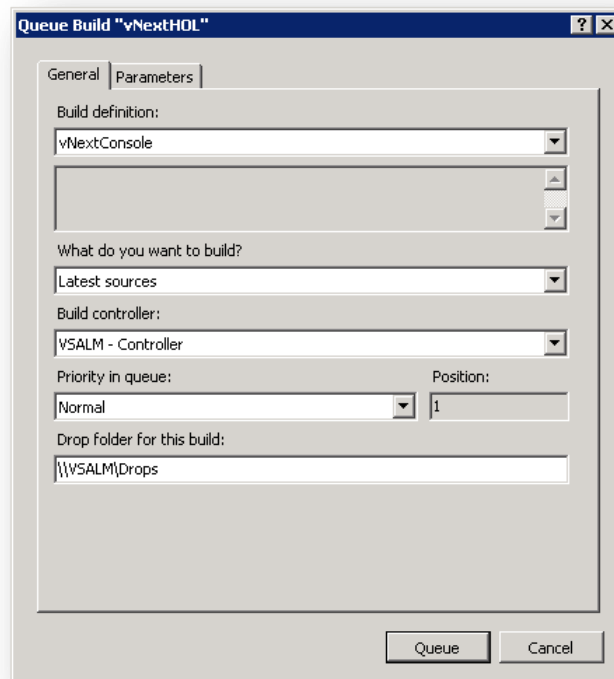 Queue Build "vNextHOL"
General Parameters
Build definition:
vNextConsole
What do you want to build?
Latest sources
Build controller:
VSALM - Controller
Priority in queue: Position:
Normal 1
Drop folder for this build:
\\VSALM\Drops
Queue Cancel